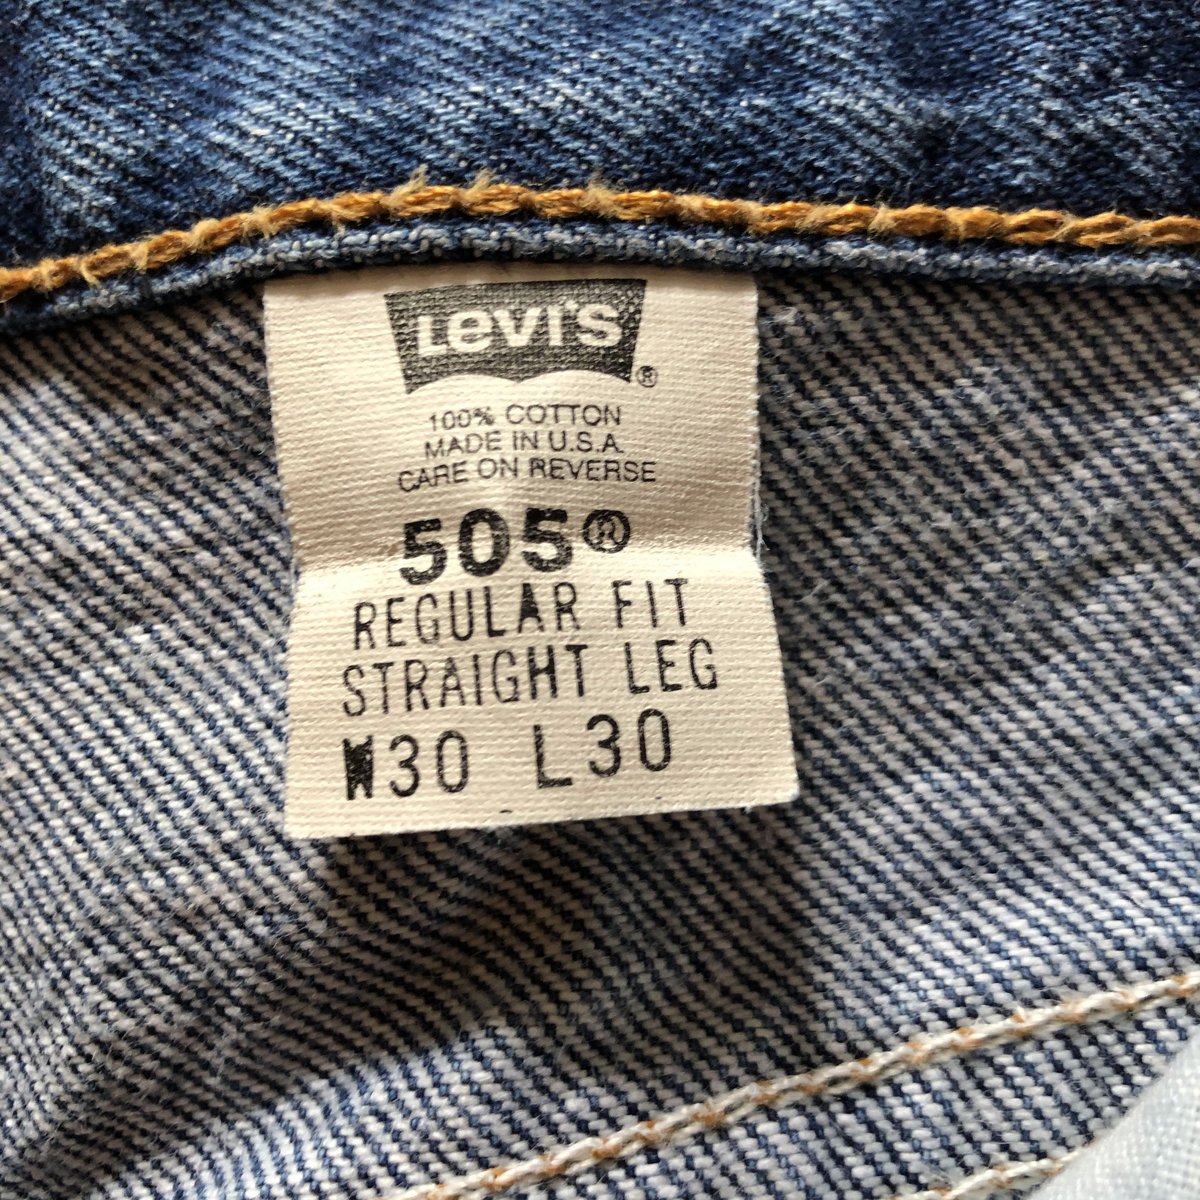 Levi's
®
100% COTTON
MADE IN U.S.A.
CARE ON REVERSE
505®
REGULAR FIT
STRAIGHT LEG
W30 L30